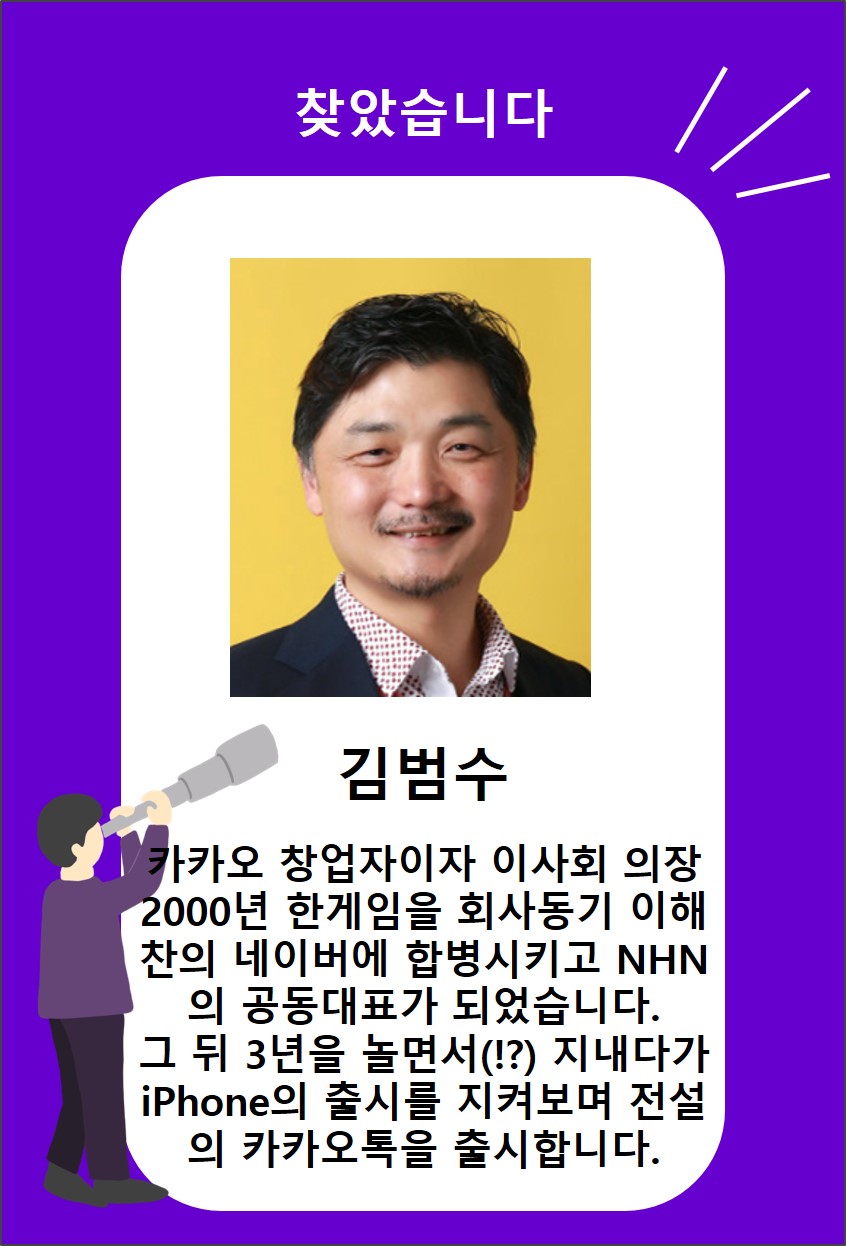 찾았습니다
김범수
카카오 창업자이자 이사회 의장
2000년 한게임을 회사동기 이해
찬의 네이버에 합병시키고 NHN
의 공동대표가 되었습니다.
그 뒤 3년을 놀면서(!?) 지내다가
iPhone의 출시를 지켜보며 전설
의 카카오톡을 출시합니다.